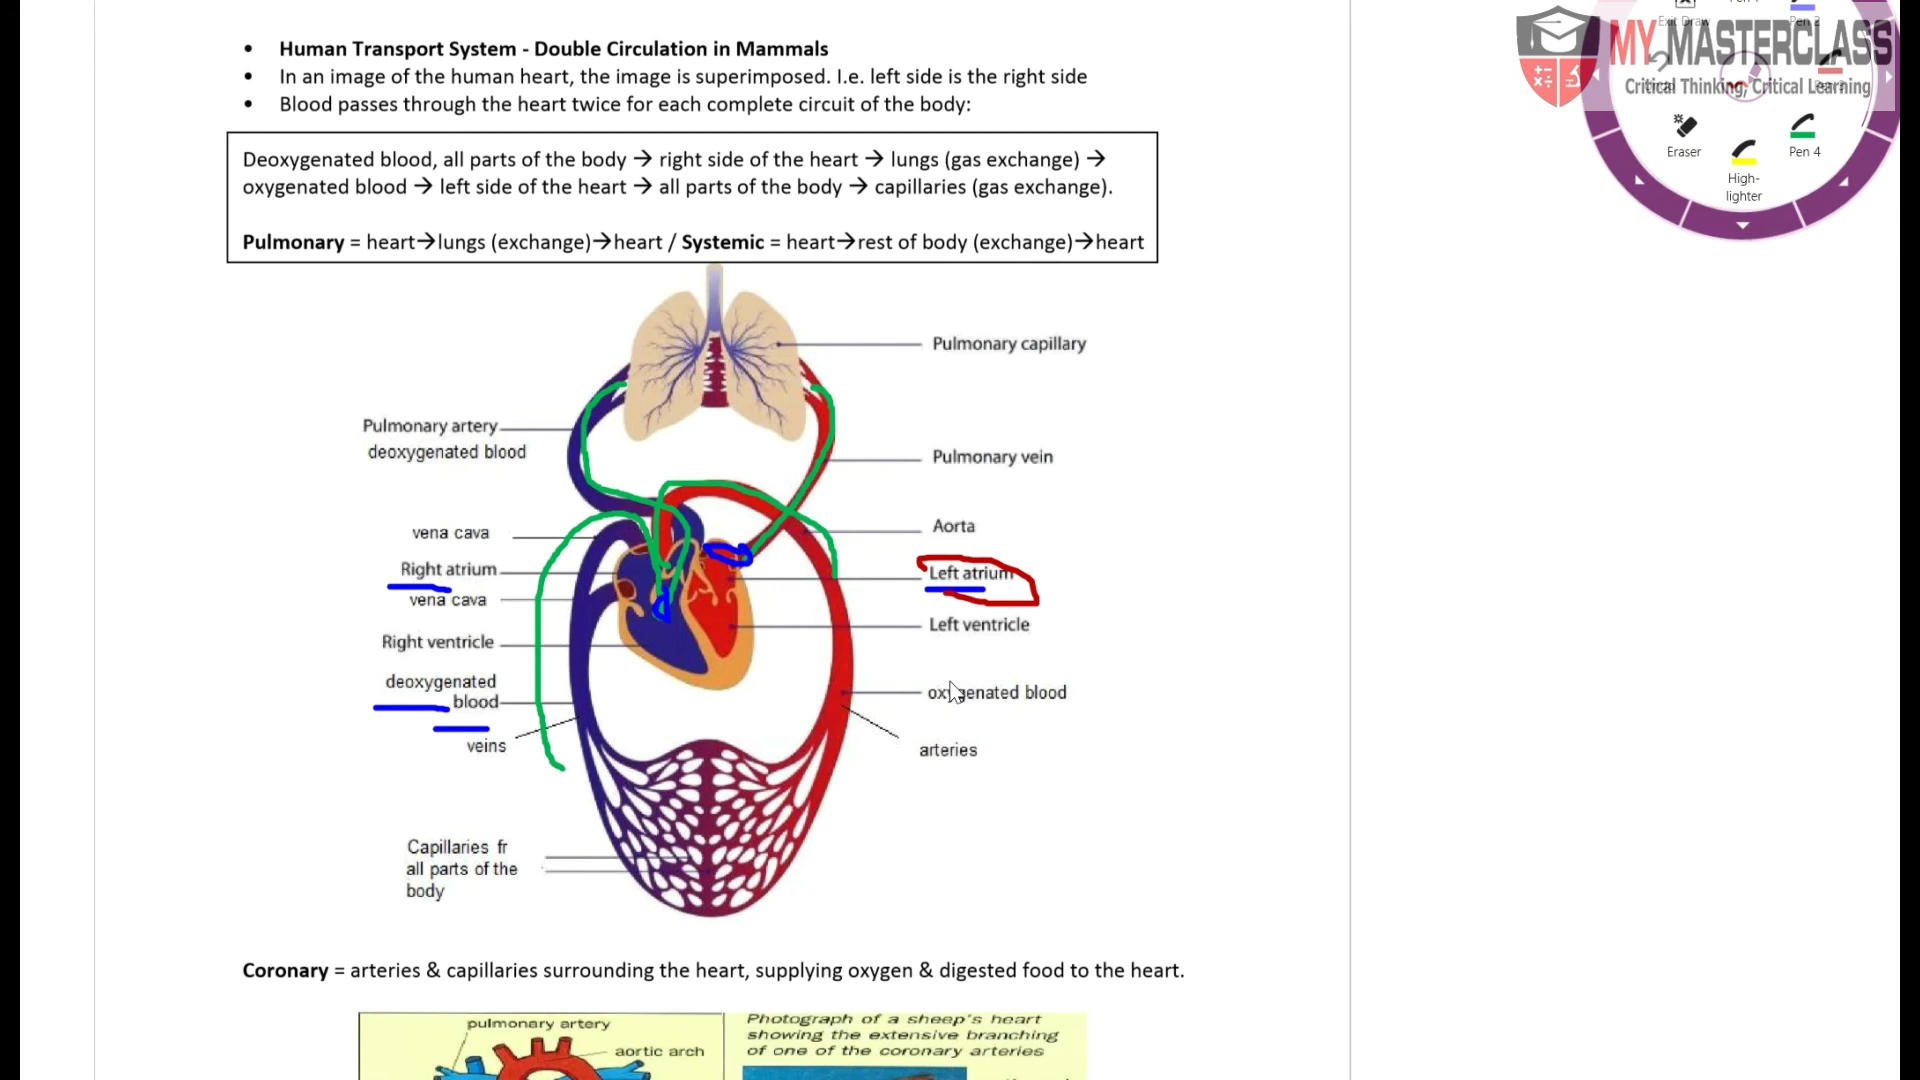 Human Transport System - Double Circulation in Mammals
In an image of the human heart, the image is superimposed. I.e. left side is the right side
Blood passes through the heart twice for each complete circuit of the body:
Deoxygenated blood, all parts of the body → right side of the heart → lungs (gas exchange) →
oxygenated blood → left side of the heart → all parts of the body → capillaries (gas exchange).
Pulmonary = heart→lungs (exchange)→heart / Systemic = heart→rest of body (exchange)→heart
Pulmonary capillary
Pulmonary artery
deoxygenated blood
Pulmonary vein
vena cava
Aorta
Right atrium
Left atrium
vena cava
Left ventricle
Right ventricle
deoxygenated
blood
oxygenated blood
veins
arteries
Capillaries fr
all parts of the
body
Coronary = arteries & capillaries surrounding the heart, supplying oxygen & digested food to the heart.
pulmonary artery
aortic arch
Photograph of a sheep's heart
showing the extensive branching
of one of the coronary arteries
MY MASTERCLASS
Critical Thinking, Critical Learning
Exit Draw
Pen 2
Eraser
Pen 4
High-
lighter